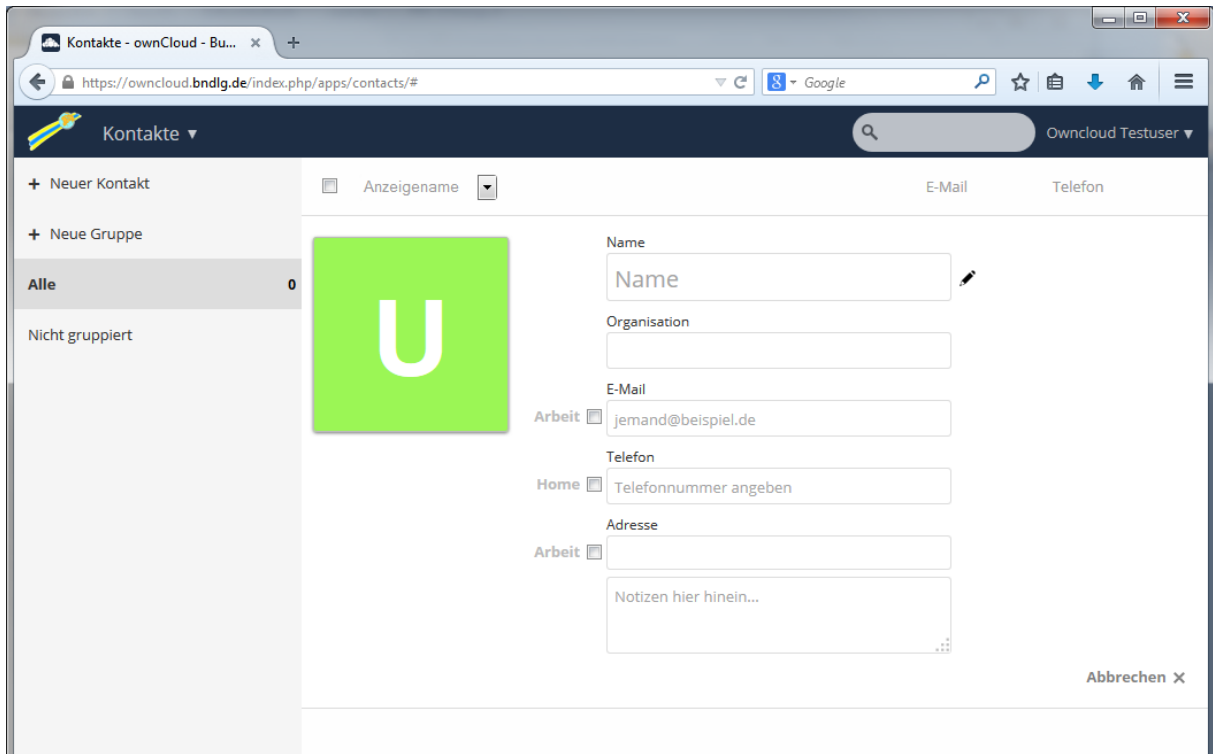 Kontakte - ownCloud - Bu...
https://owncloud.bndlg.de/index.php/apps/contacts/#
8 Google
Kontakte
Owncloud Testuser
+ Neuer Kontakt
Anzeigename
E-Mail
Telefon
+ Neue Gruppe
Alle 0
Nicht gruppiert
U
Name
Name
Organisation
E-Mail
Arbeit
jemand@beispiel.de
Telefon
Home
Telefonnummer angeben
Adresse
Arbeit
Notizen hier hinein...
Abbrechen